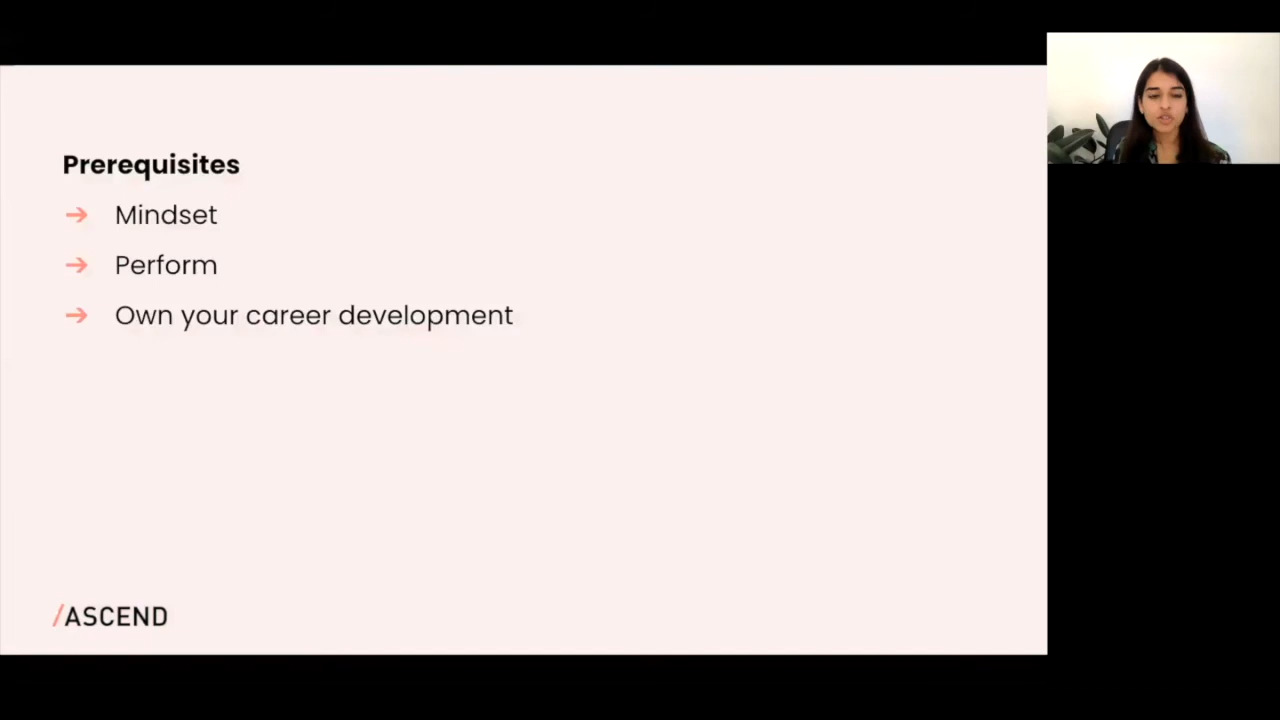 Prerequisites
➔ Mindset
➔ Perform
➔ Own your career development
/ASCEND